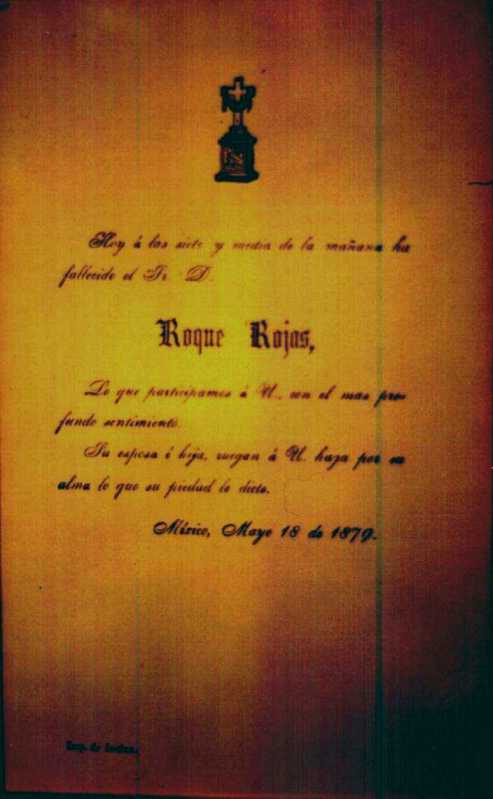 Hoy á las siete y media de la mañana ha
fallecido el Sr. D.
Roque Rojas,
Lo que participamos á U., con el mas pro-
fundo sentimiento.
Su esposa é hija, ruegan á U. haga por su
alma lo que su piedad le dicte.
México, Mayo 18 de 1879.
Imp. de